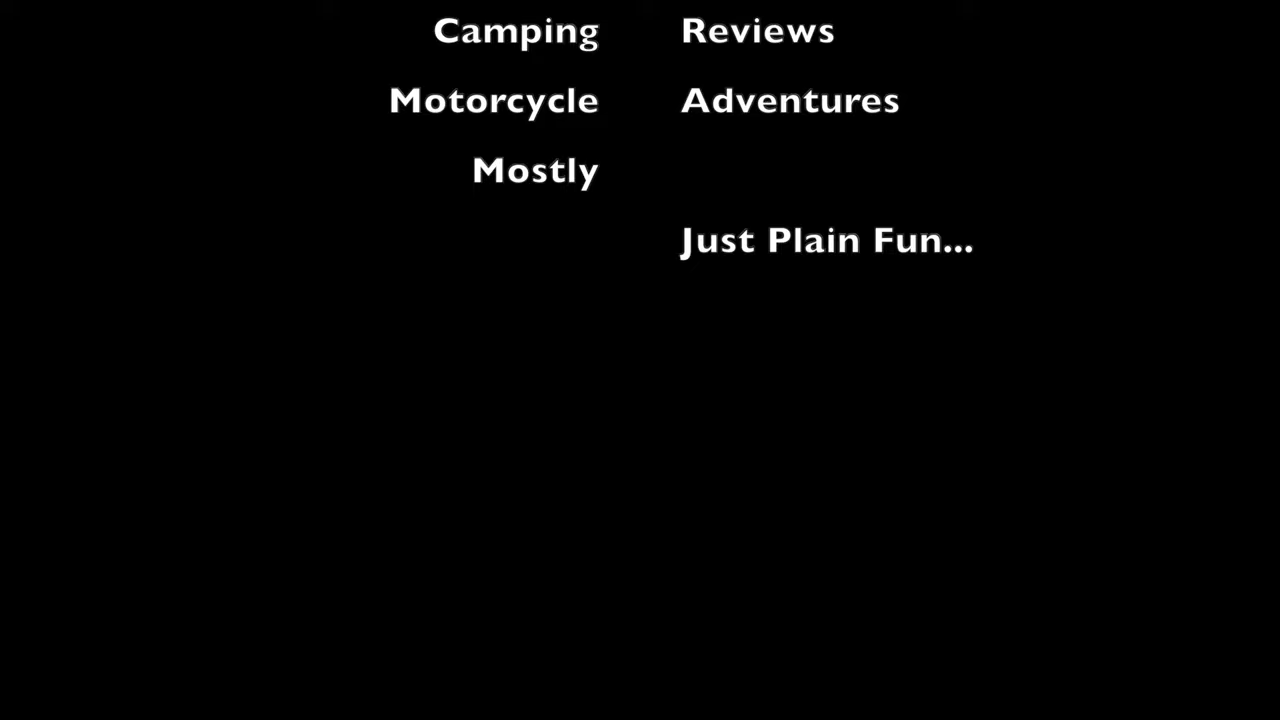 Camping Reviews
Motorcycle Adventures
Mostly
Just Plain Fun...